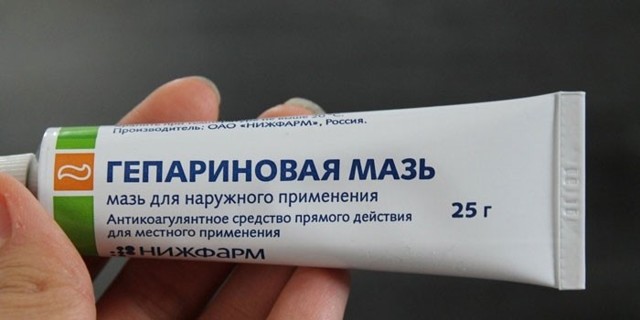 при
Производитель: ОАО «НИЖФАРМ», Россия.
ГЕПАРИНОВАЯ МАЗЬ
мазь для наружного применения
Антикоагулянтное средство прямого действия
для местного применения
25 г
НИЖФАРМ